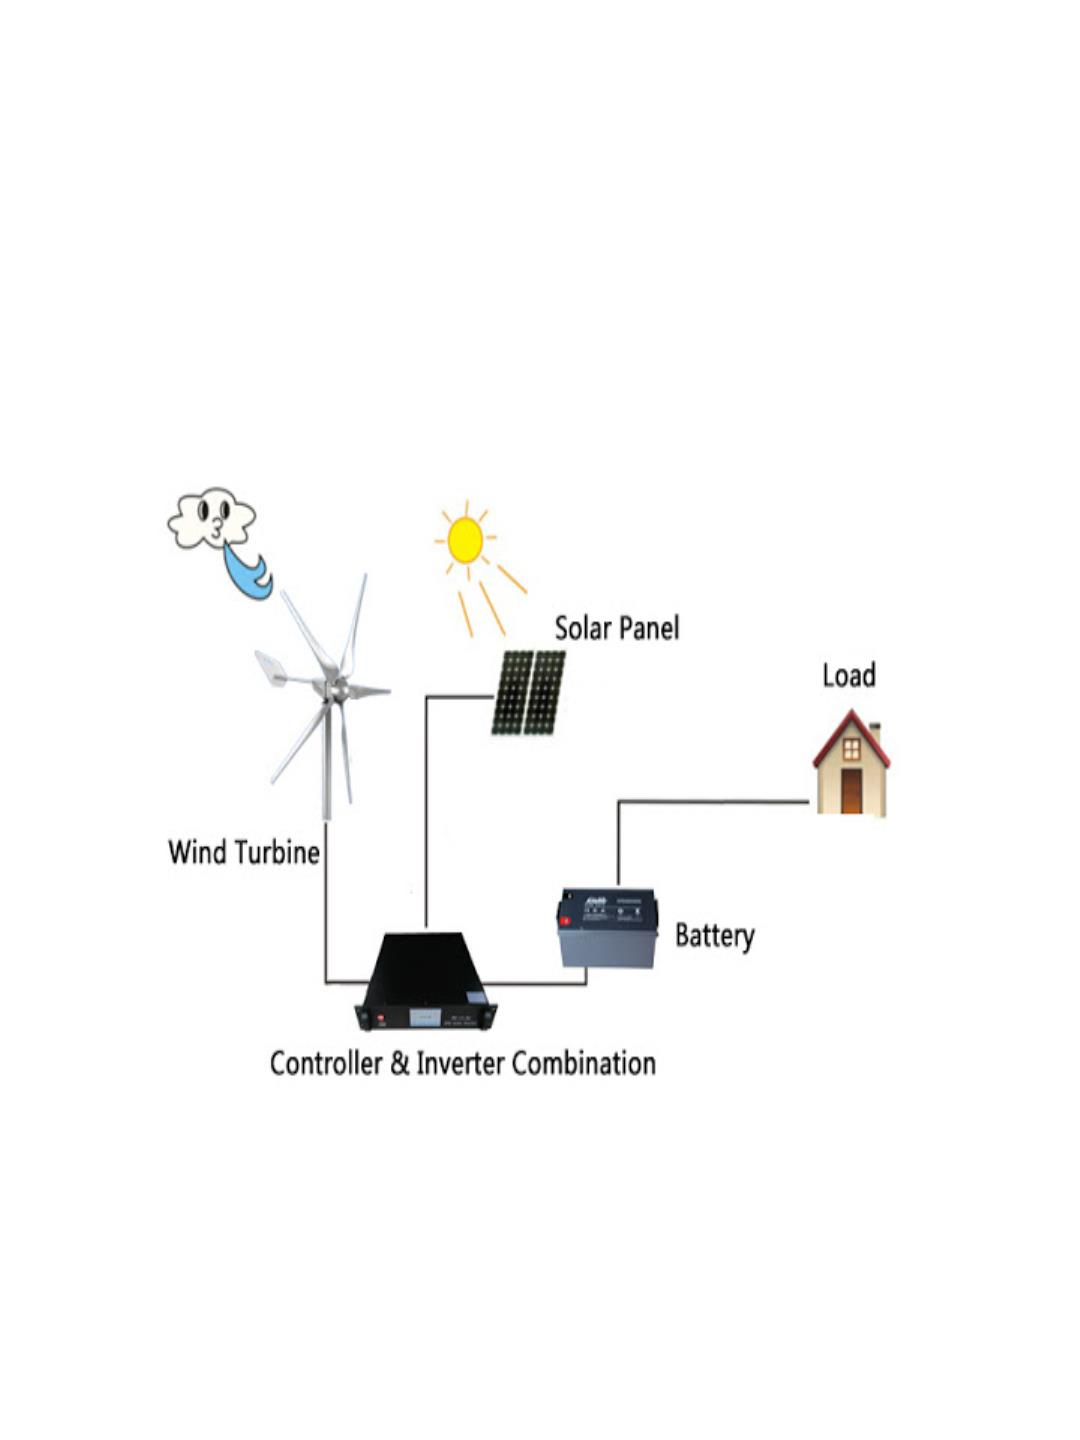 Solar Panel
Load
Wind Turbine
Battery
Controller & Inverter Combination